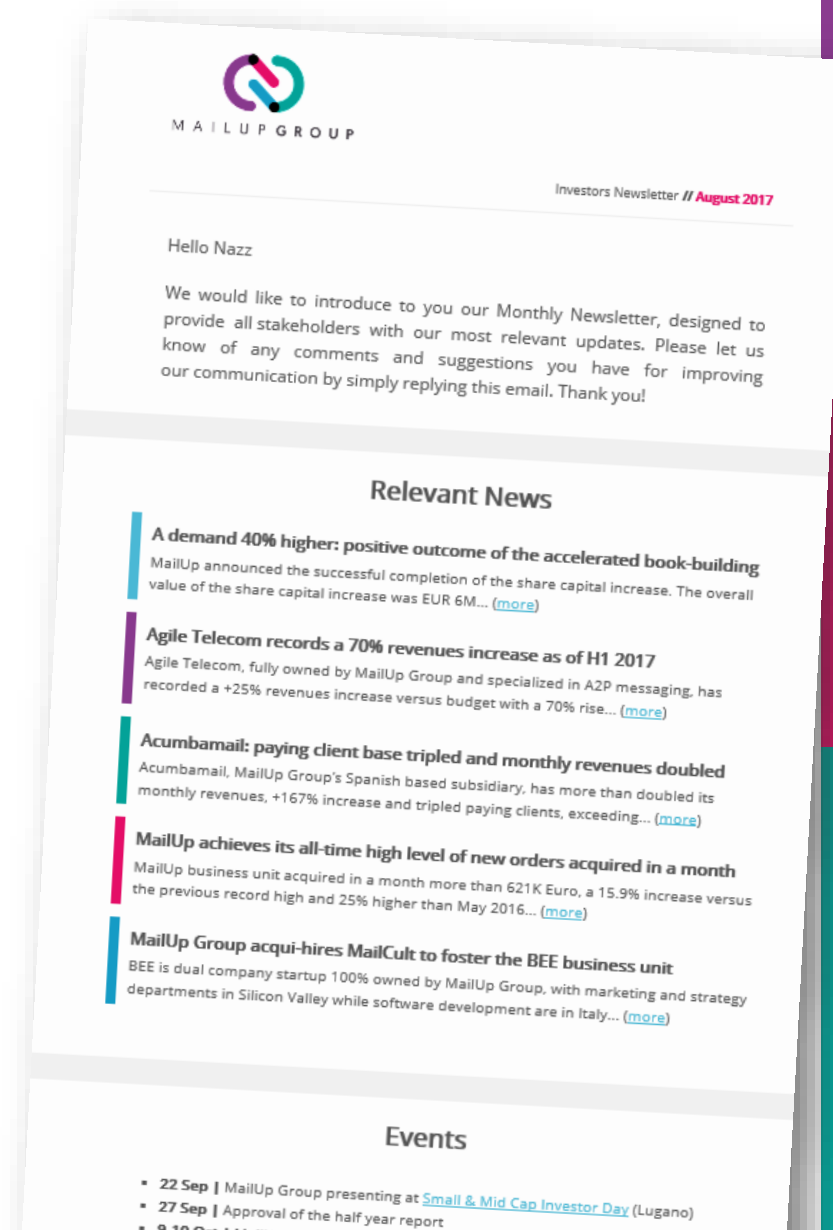 MAILUPGROUP
Investors Newsletter // August 2017
Hello Nazz
We would like to introduce to you our Monthly Newsletter, designed to
provide all stakeholders with our most relevant updates. Please let us
know of any comments and suggestions you have for improving
our communication by simply replying this email. Thank you!
Relevant News
A demand 40% higher: positive outcome of the accelerated book-building
MailUp announced the successful completion of the share capital increase. The overall
value of the share capital increase was EUR 6M... (more)
Agile Telecom records a 70% revenues increase as of H1 2017
Agile Telecom, fully owned by MailUp Group and specialized in A2P messaging, has
recorded a +25% revenues increase versus budget with a 70% rise... (more)
Acumbamail: paying client base tripled and monthly revenues doubled
Acumbamail, MailUp Group's Spanish based subsidiary, has more than doubled its
monthly revenues, +167% increase and tripled paying clients, exceeding... (more)
MailUp achieves its all-time high level of new orders acquired in a month
MailUp business unit acquired in a month more than 621K Euro, a 15.9% increase versus
the previous record high and 25% higher than May 2016... (more)
MailUp Group acqui-hires MailCult to foster the BEE business unit
BEE is dual company startup 100% owned by MailUp Group, with marketing and strategy
departments in Silicon Valley while software development are in Italy... (more)
Events
▪ 22 Sep | MailUp Group presenting at Small & Mid Cap Investor Day (Lugano)
▪ 27 Sep | Approval of the half year report